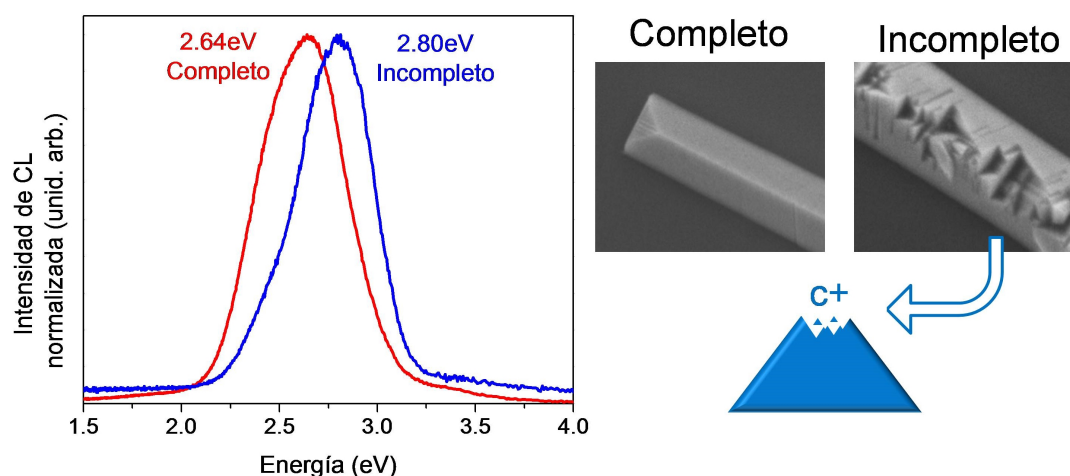 2.64eV
Completo
2.80eV
Incompleto
Intensidad de CL
normalizada (unid. arb.)
1.5
2.0
2.5
3.0
3.5
4.0
Energía (eV)
Completo
Incompleto
c+